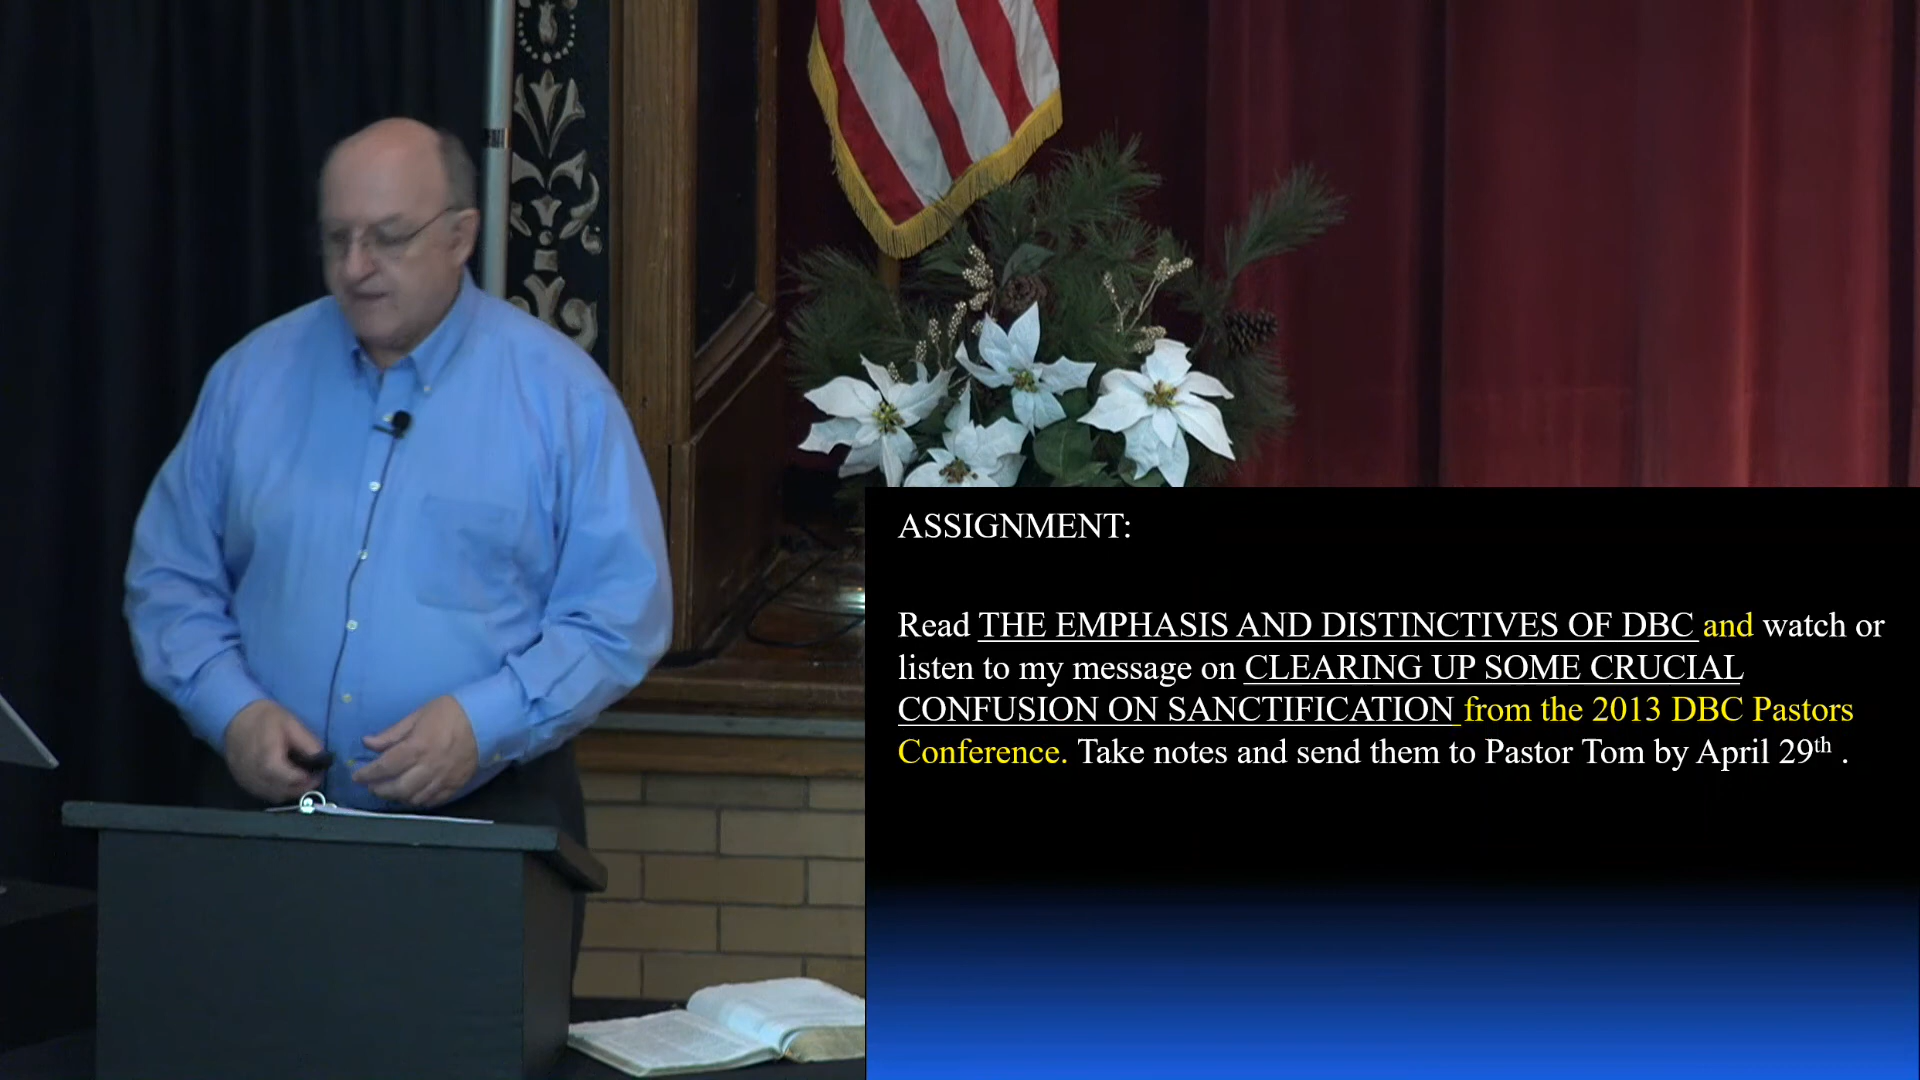 ASSIGNMENT:
Read THE EMPHASIS AND DISTINCTIVES OF DBC and watch or
listen to my message on CLEARING UP SOME CRUCIAL
CONFUSION ON SANCTIFICATION from the 2013 DBC Pastors
Conference. Take notes and send them to Pastor Tom by April 29th .